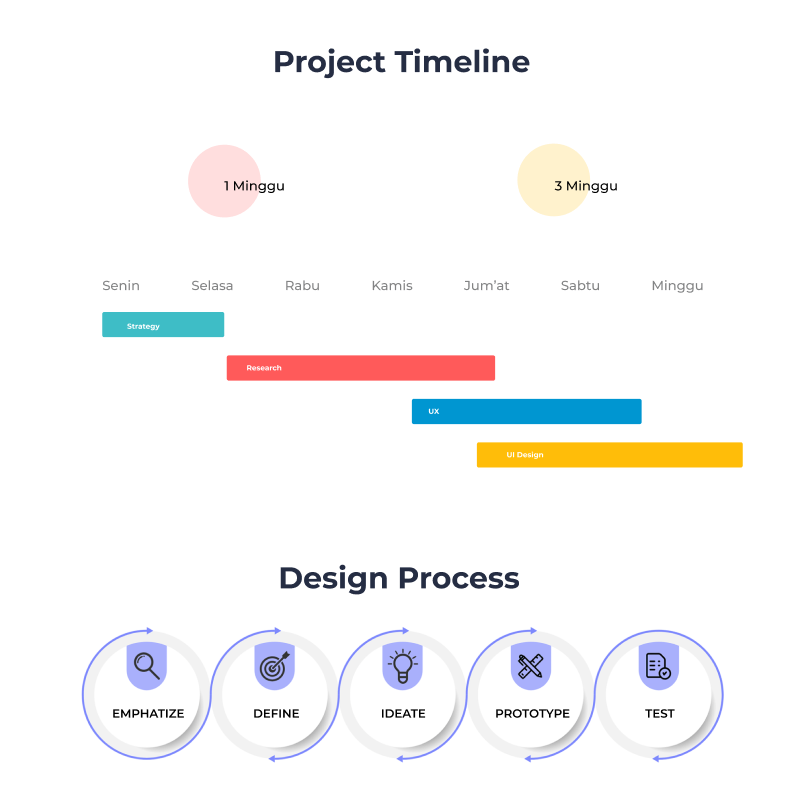 Project Timeline
1 Minggu
3 Minggu
Senin Selasa Rabu Kamis Jum'at Sabtu Minggu
Strategy
Research
UX
UI Design
Design Process
EMPHATIZE DEFINE IDEATE PROTOTYPE TEST